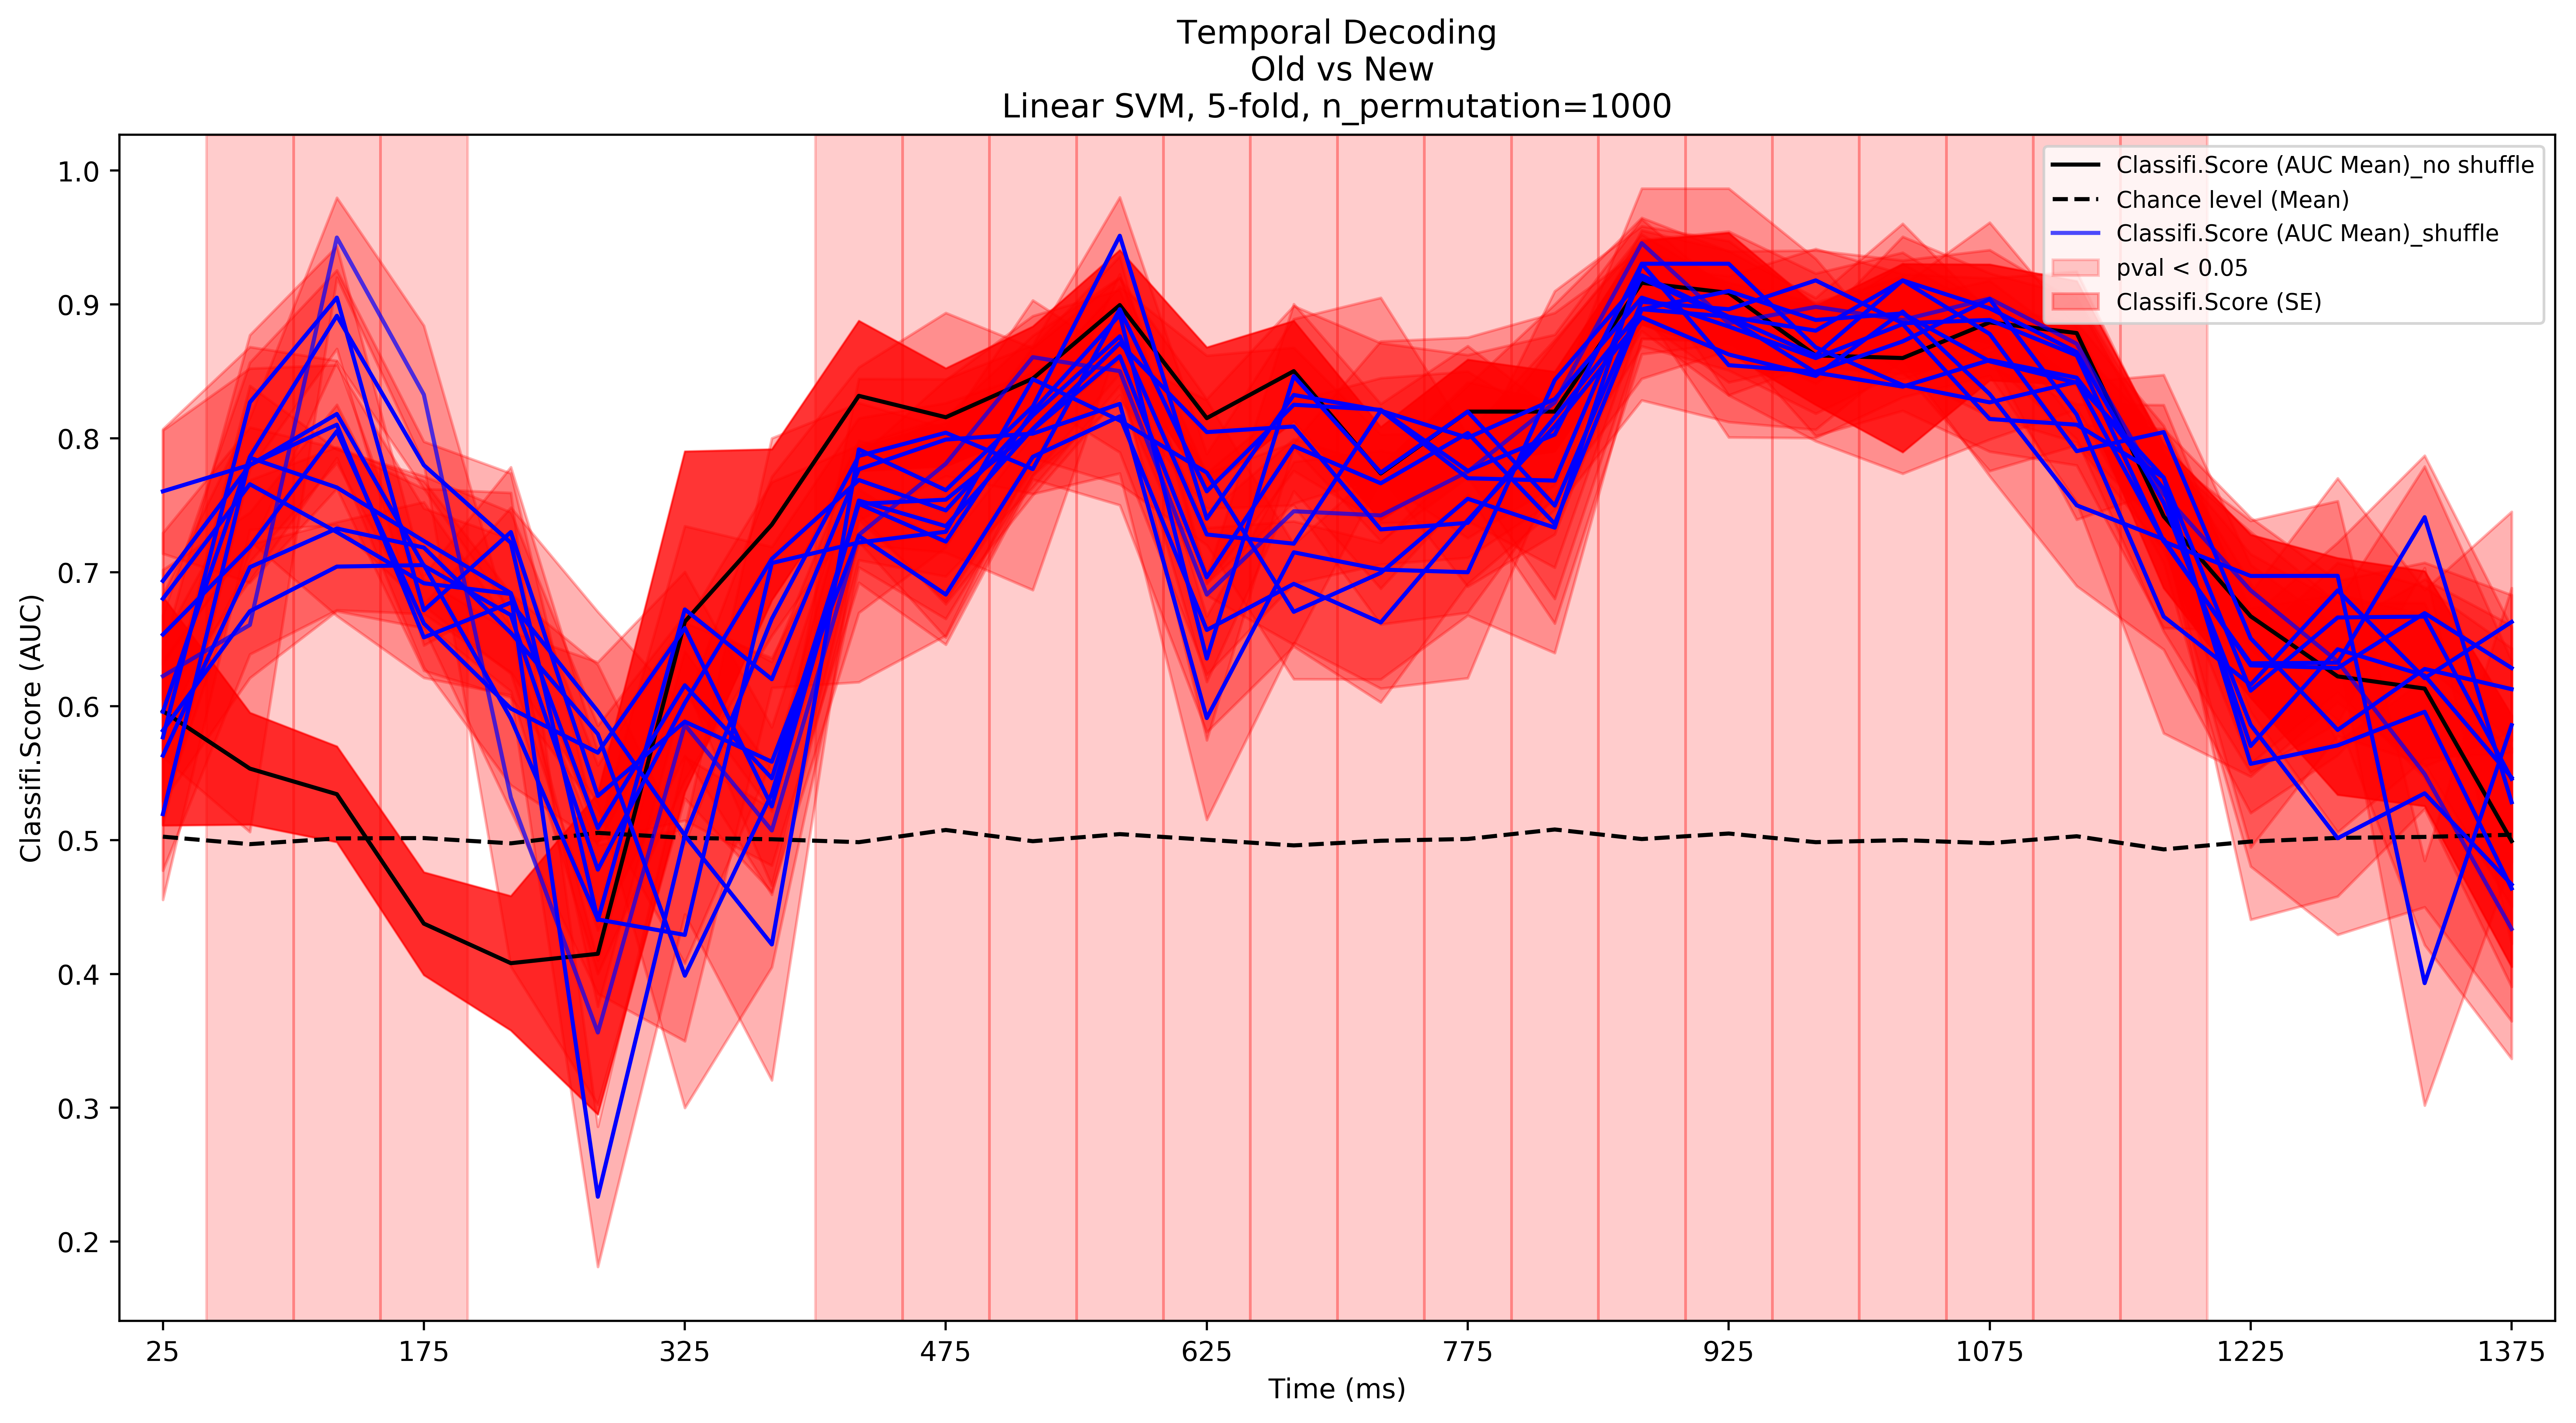 Temporal Decoding
Old vs New
Linear SVM, 5-fold, n_permutation=1000
Classifi.Score (AUC Mean)_no shuffle
Chance level (Mean)
Classifi.Score (AUC Mean)_shuffle
pval < 0.05
Classifi.Score (SE)
Classifi.Score (AUC)
1.0
0.9
0.8
0.7
0.6
0.5
0.4
0.3
0.2
25 175 325 475 625 775 925 1075 1225 1375
Time (ms)